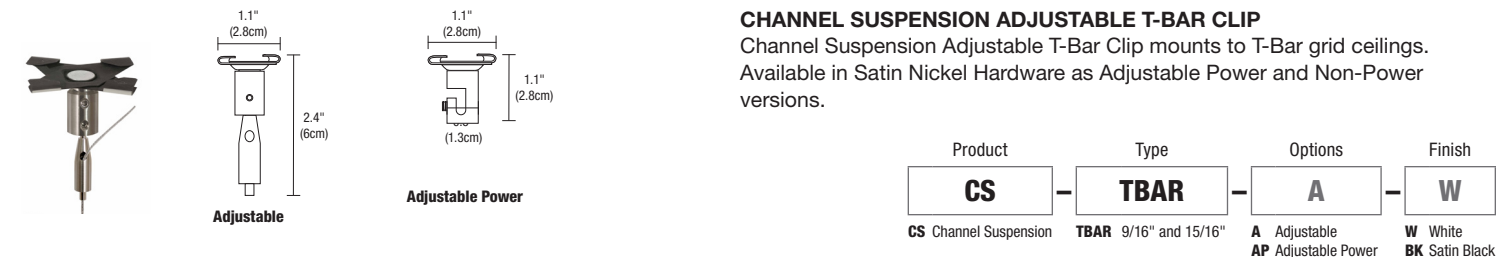 1.1"
(2.8cm)
2.4"
(6cm)
Adjustable
1.1"
(2.8cm)
1.1"
(2.8cm)
(1.3cm)
Adjustable Power
CHANNEL SUSPENSION ADJUSTABLE T-BAR CLIP
Channel Suspension Adjustable T-Bar Clip mounts to T-Bar grid ceilings.
Available in Satin Nickel Hardware as Adjustable Power and Non-Power
versions.
Product Type Options Finish
CS – TBAR – A – W
CS Channel Suspension TBAR 9/16" and 15/16" A Adjustable W White
AP Adjustable Power BK Satin Black